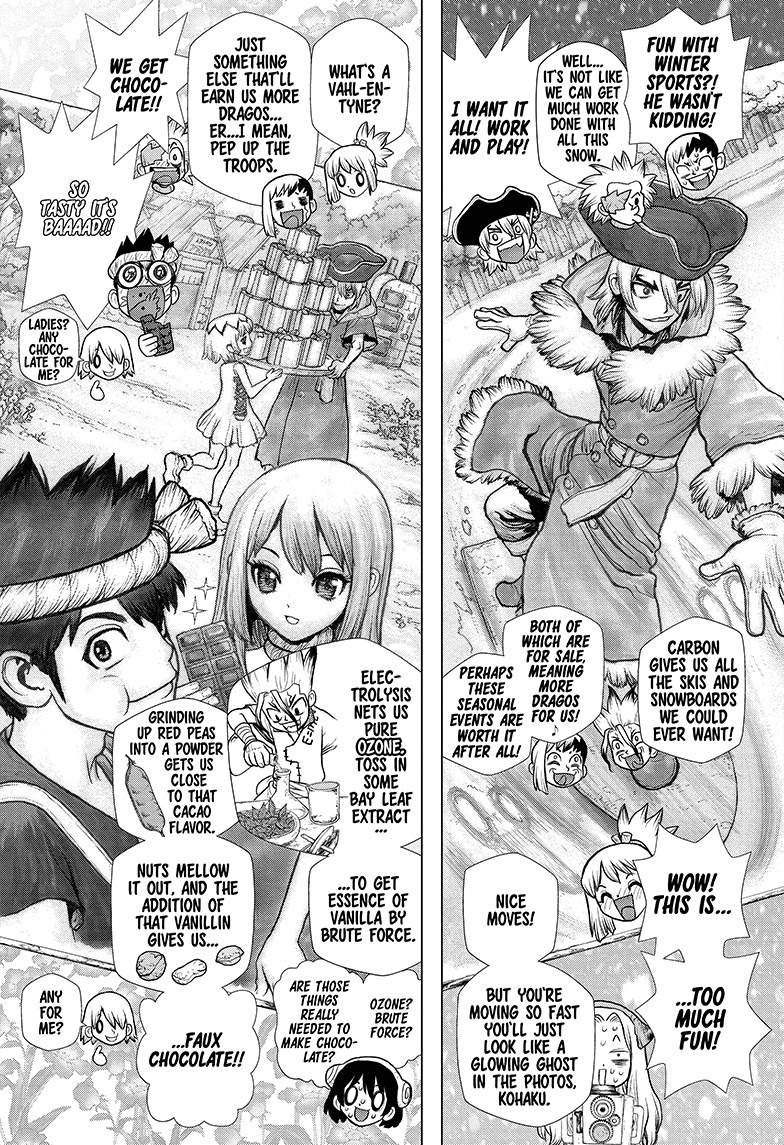 FUN WITH
WINTER
SPORTS?!
HE WASN'T
KIDDING!
WELL...
IT'S NOT LIKE
WE CAN GET
MUCH WORK
DONE WITH
ALL THIS
SNOW.
I WANT IT
ALL! WORK
AND PLAY!
CARBON
GIVES US ALL
THE SKIS AND
SNOWBOARDS
WE COULD
EVER WANT!
BOTH OF
WHICH ARE
FOR SALE,
MEANING
MORE
DRAGOS
FOR US!
PERHAPS
THESE
SEASONAL
EVENTS ARE
WORTH IT
AFTER ALL!
WOW!
THIS IS...
...TOO
MUCH
FUN!
NICE
MOVES!
BUT YOU'RE
MOVING SO FAST
YOU'LL JUST
LOOK LIKE A
GLOWING GHOST
IN THE PHOTOS,
KOHAKU.
WHAT'S A
VAHL-EN-
TYNE?
JUST
SOMETHING
ELSE THAT'LL
EARN US MORE
DRAGOS...
ER...I MEAN,
PEP UP THE
TROOPS.
WE GET
CHOCO-
LATE!!
SO
TASTY IT'S
BAAAAD!!
LADIES?
ANY
CHOCO-
LATE FOR
ME?
ELEC-
TROLYSIS
NETS US
PURE
OZONE.
TOSS IN
SOME
BAY LEAF
EXTRACT
...
...TO GET
ESSENCE OF
VANILLA BY
BRUTE FORCE.
GRINDING
UP RED PEAS
INTO A POWDER
GETS US
CLOSE
TO THAT
CACAO
FLAVOR.
NUTS MELLOW
IT OUT, AND THE
ADDITION OF
THAT VANILLIN
GIVES US...
OZONE?
BRUTE
FORCE?
ARE THOSE
THINGS
REALLY
NEEDED TO
MAKE CHOCO-
LATE?
...FAUX
CHOCOLATE!!
ANY
FOR
ME?